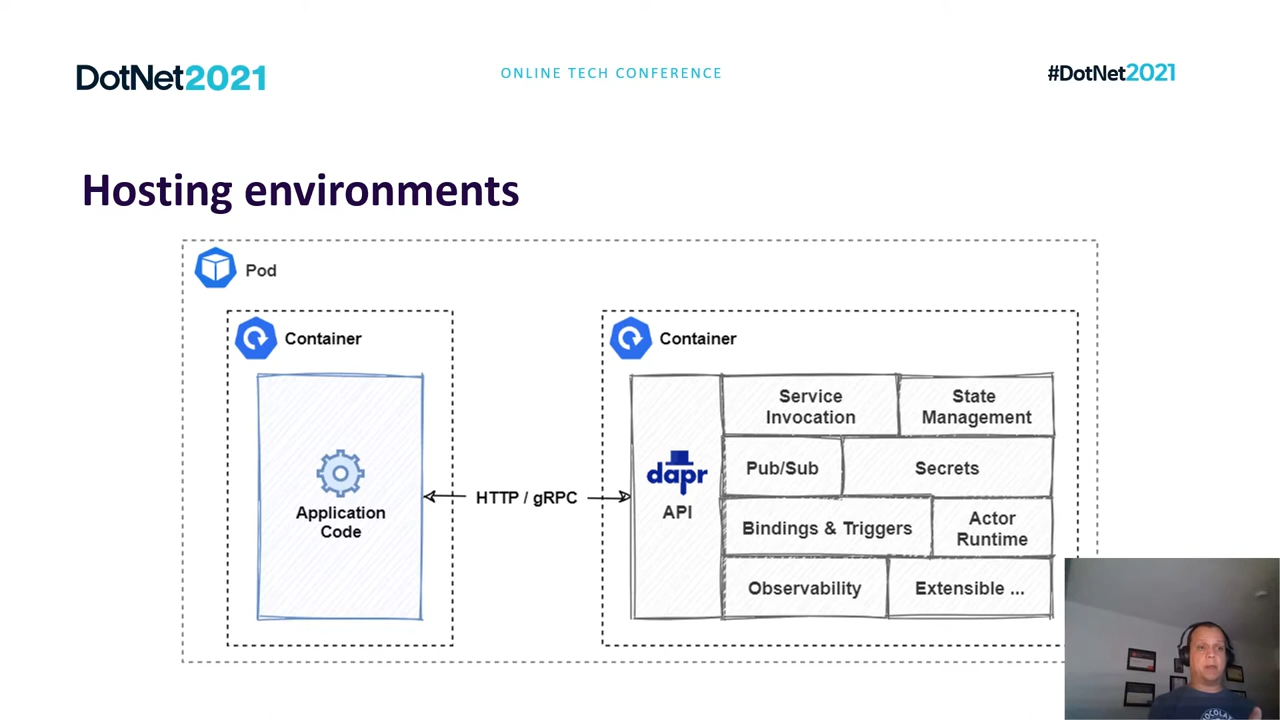 DotNet2021
ONLINE TECH CONFERENCE
#DotNet2021
Hosting environments
Pod
Container
Application
Code
HTTP / gRPC
Container
dapr
API
Service
Invocation
State
Management
Pub/Sub
Secrets
Bindings & Triggers
Actor
Runtime
Observability
Extensible ...